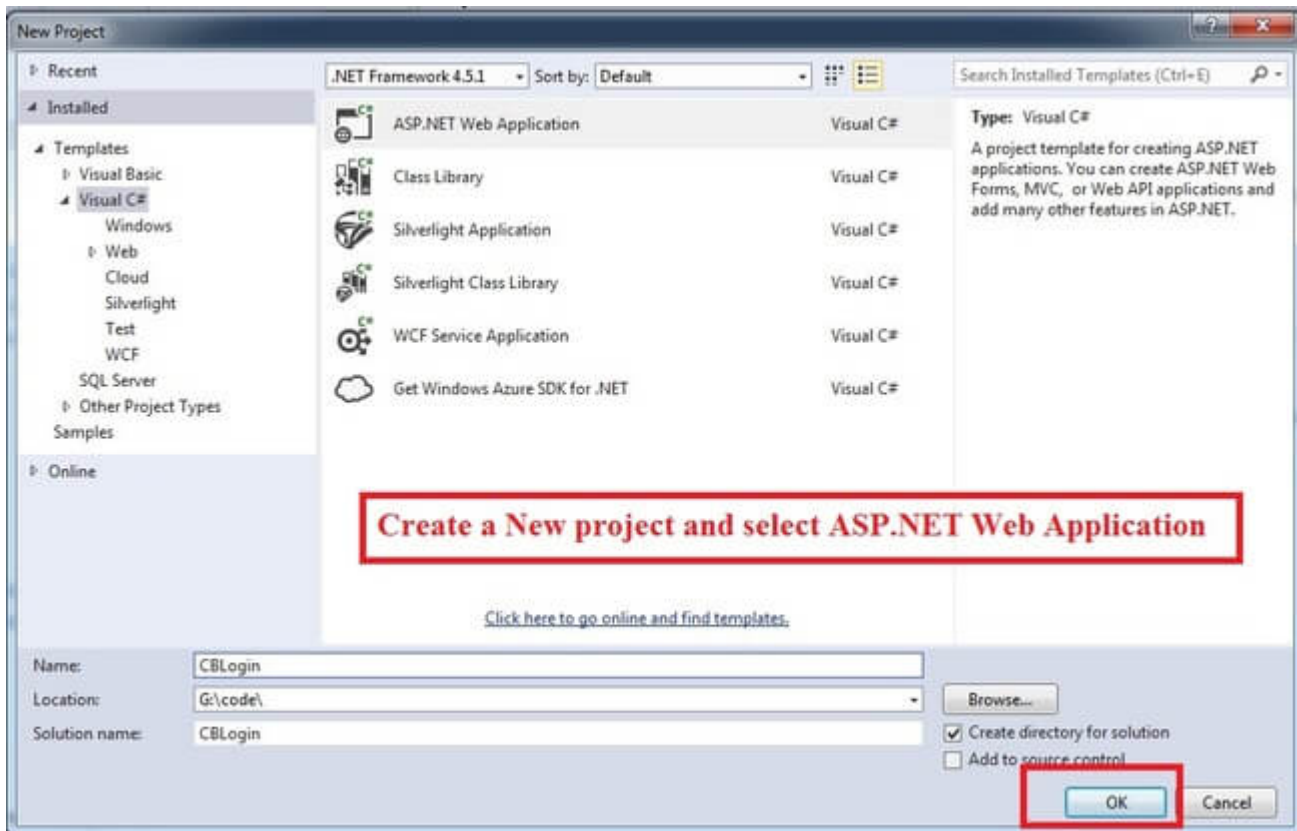 New Project
Recent
.NET Framework 4.5.1
Sort by: Default
Search Installed Templates (Ctrl+E)
Installed
Templates
Visual Basic
Visual C#
Windows
Web
Cloud
Silverlight
Test
WCF
SQL Server
Other Project Types
Samples
Online
ASP.NET Web Application Visual C#
Class Library Visual C#
Silverlight Application Visual C#
Silverlight Class Library Visual C#
WCF Service Application Visual C#
Get Windows Azure SDK for .NET Visual C#
Type: Visual C#
A project template for creating ASP.NET
applications. You can create ASP.NET Web
Forms, MVC, or Web API applications and
add many other features in ASP.NET.
Create a New project and select ASP.NET Web Application
Click here to go online and find templates.
Name: CBLogin
Location: G:\code\
Browse...
Solution name: CBLogin
Create directory for solution
Add to source control
OK Cancel